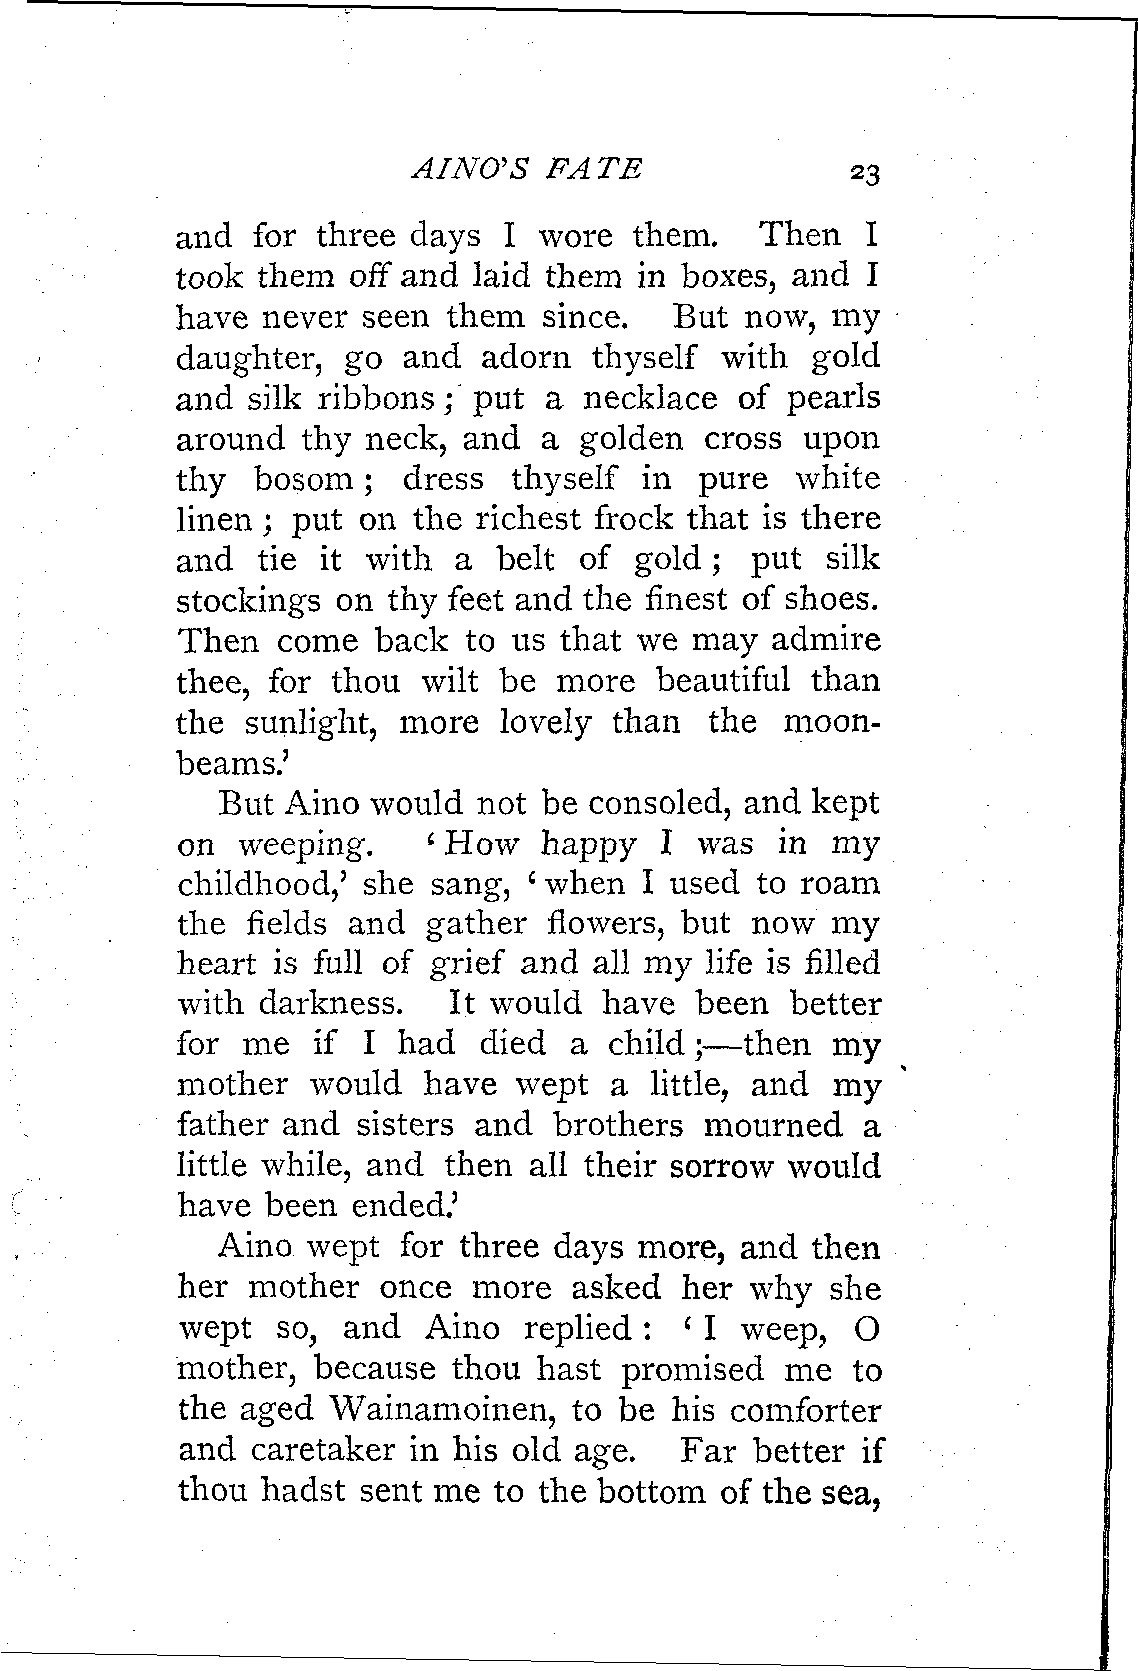 AINO'S FATE 23
and for three days I wore them. Then I
took them off and laid them in boxes, and I
have never seen them since. But now, my
daughter, go and adorn thyself with gold
and silk ribbons; put a necklace of pearls
around thy neck, and a golden cross upon
thy bosom; dress thyself in pure white
linen; put on the richest frock that is there
and tie it with a belt of gold; put silk
stockings on thy feet and the finest of shoes.
Then come back to us that we may admire
thee, for thou wilt be more beautiful than
the sunlight, more lovely than the moon-
beams.'
But Aino would not be consoled, and kept
on weeping. 'How happy I was in my
childhood,' she sang, 'when I used to roam
the fields and gather flowers, but now my
heart is full of grief and all my life is filled
with darkness. It would have been better
for me if I had died a child;—then my
mother would have wept a little, and my
father and sisters and brothers mourned a
little while, and then all their sorrow would
have been ended.'
Aino wept for three days more, and then
her mother once more asked her why she
wept so, and Aino replied: 'I weep, O
mother, because thou hast promised me to
the aged Wainamoinen, to be his comforter
and caretaker in his old age. Far better if
thou hadst sent me to the bottom of the sea,